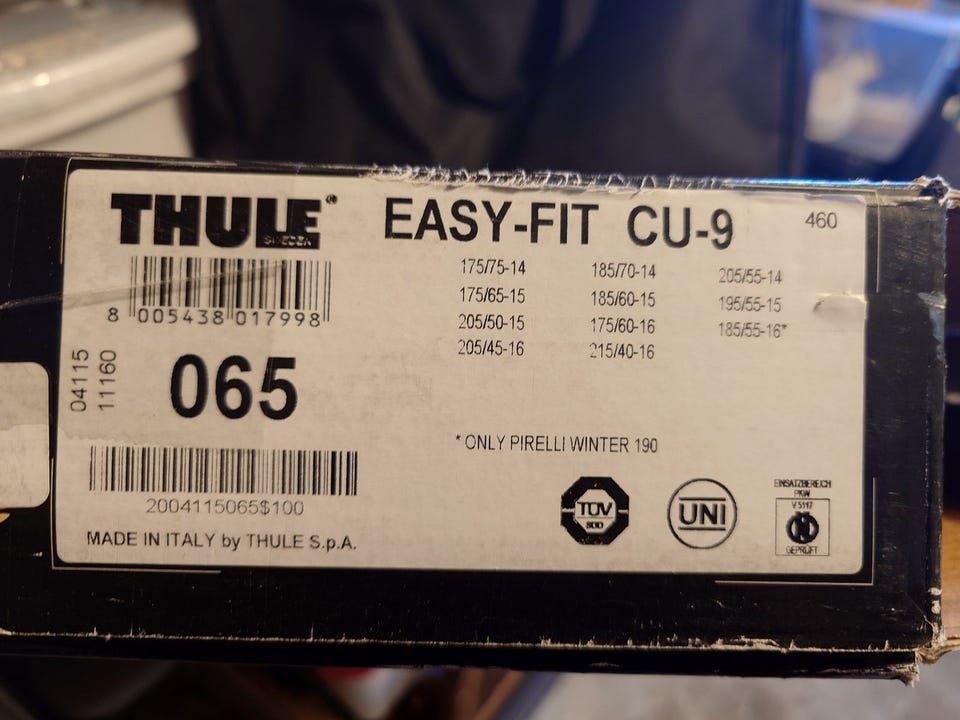 THULE®
SWEDEN
EASY-FIT CU-9
460
175/75-14 185/70-14 205/55-14
175/65-15 185/60-15 195/55-15
205/50-15 175/60-16 185/55-16*
205/45-16 215/40-16
8 005438 017998
04115
11160
065
* ONLY PIRELLI WINTER 190
2004115065$100
MADE IN ITALY by THULE S.p.A.
TÜV
SÜD
UNI
EINSATZBEREICH
PKW
V5117
GEPRÜFT